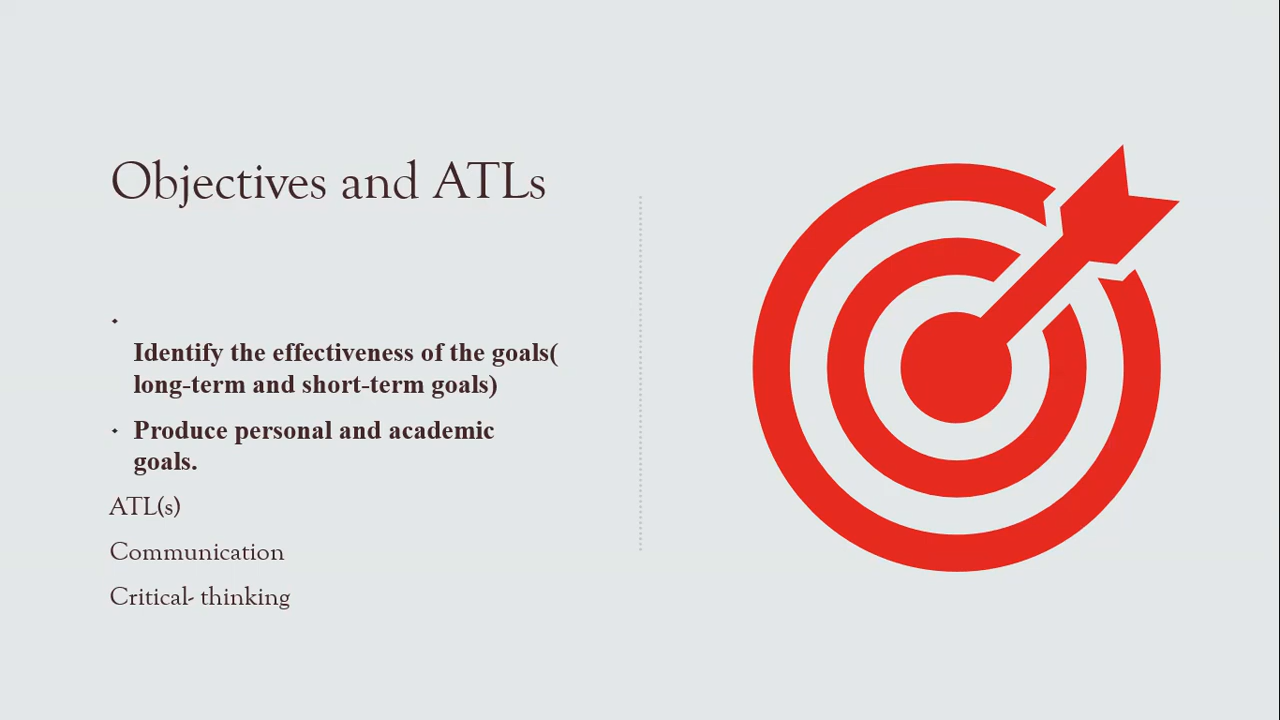 Objectives and ATLs
Identify the effectiveness of the goals(
long-term and short-term goals)
Produce personal and academic
goals.
ATL(s)
Communication
Critical- thinking